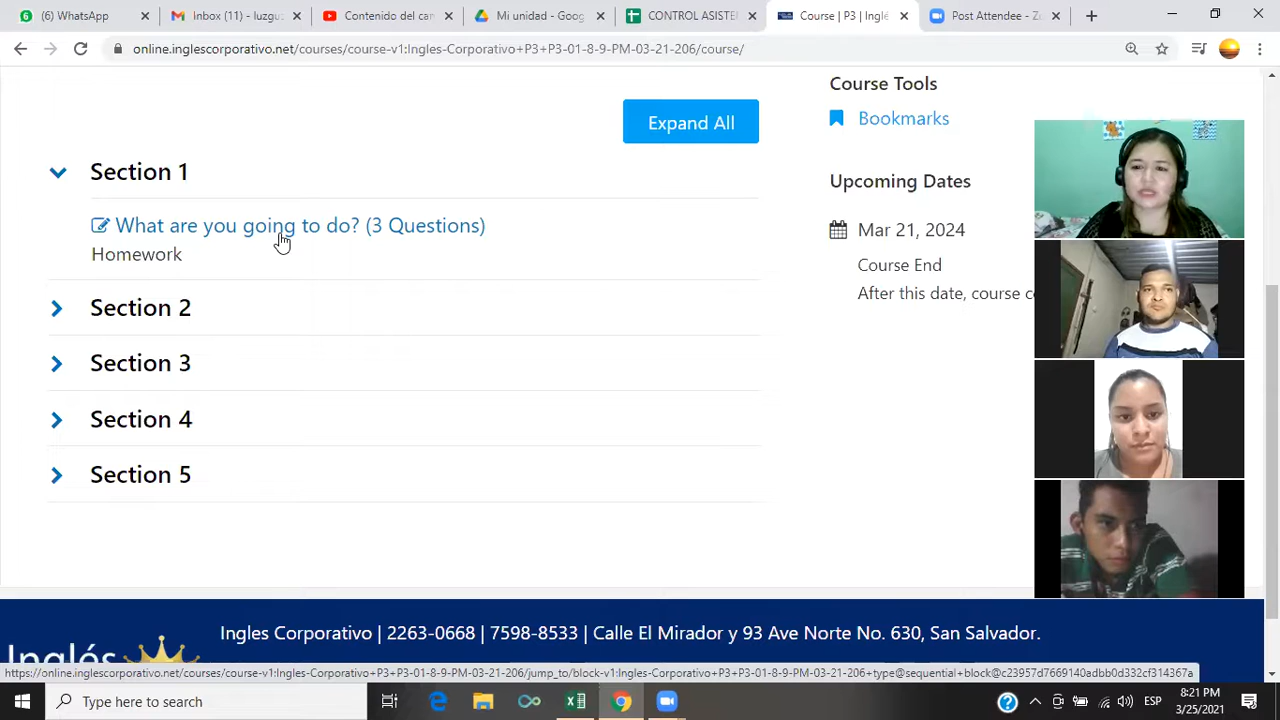 (6) WhatsApp
Inbox (11) - luzgu
Contenido del can
Mi unidad - Goog
CONTROL ASISTE
Course | P3 | Inglé
Post Attendee - Z
online.inglescorporativo.net/courses/course-v1:Ingles-Corporativo+P3+P3-01-8-9-PM-03-21-206/course/
Course Tools
Expand All
Bookmarks
Section 1
Upcoming Dates
What are you going to do? (3 Questions)
Mar 21, 2024
Homework
Course End
After this date, course c
Section 2
Section 3
Section 4
Section 5
Ingles Corporativo | 2263-0668 | 7598-8533 | Calle El Mirador y 93 Ave Norte No. 630, San Salvador.
Inglés
https://online.inglescorporativo.net/courses/course-v1:Ingles-Corporativo+P3+P3-01-8-9-PM-03-21-206/jump_to/block-v1:Ingles-Corporativo+P3+P3-01-8-9-PM-03-21-206+type@sequential+block@c23957d7669140adbb0d332cf314367a
Type here to search
ESP
8:21 PM
3/25/2021